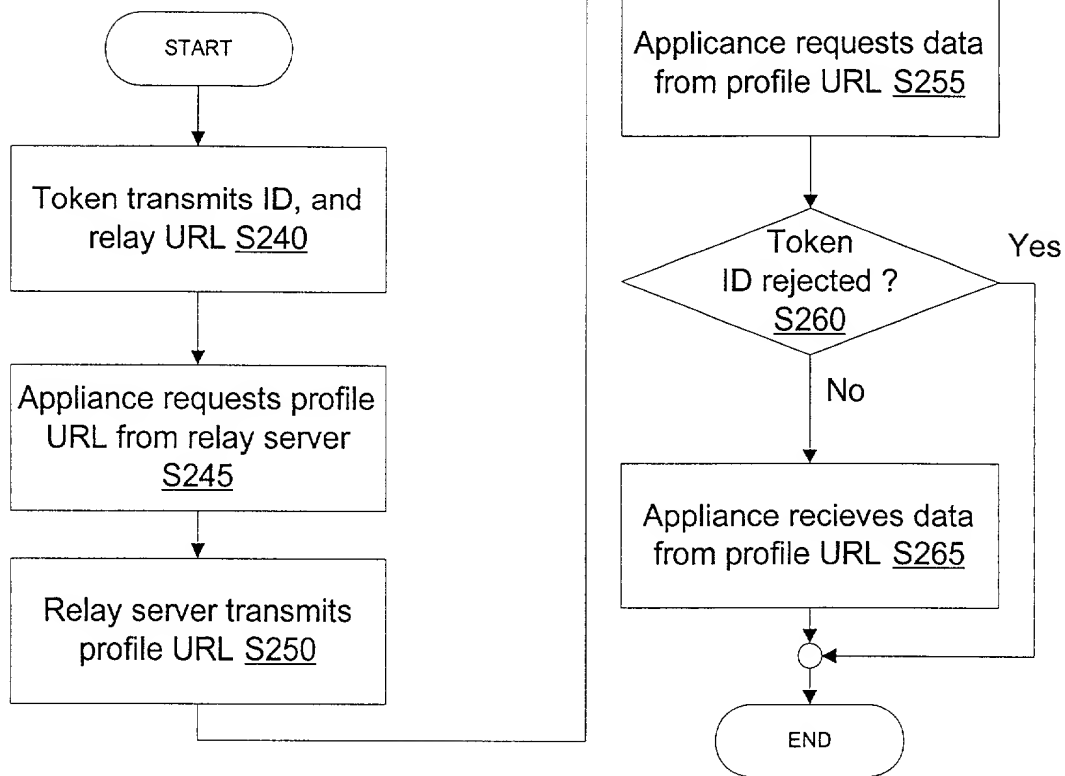 START
Token transmits ID, and
relay URL S240
Appliance requests profile
URL from relay server
S245
Relay server transmits
profile URL S250
Applicance requests data
from profile URL S255
Token
ID rejected ?
S260
Yes
No
Appliance recieves data
from profile URL S265
END